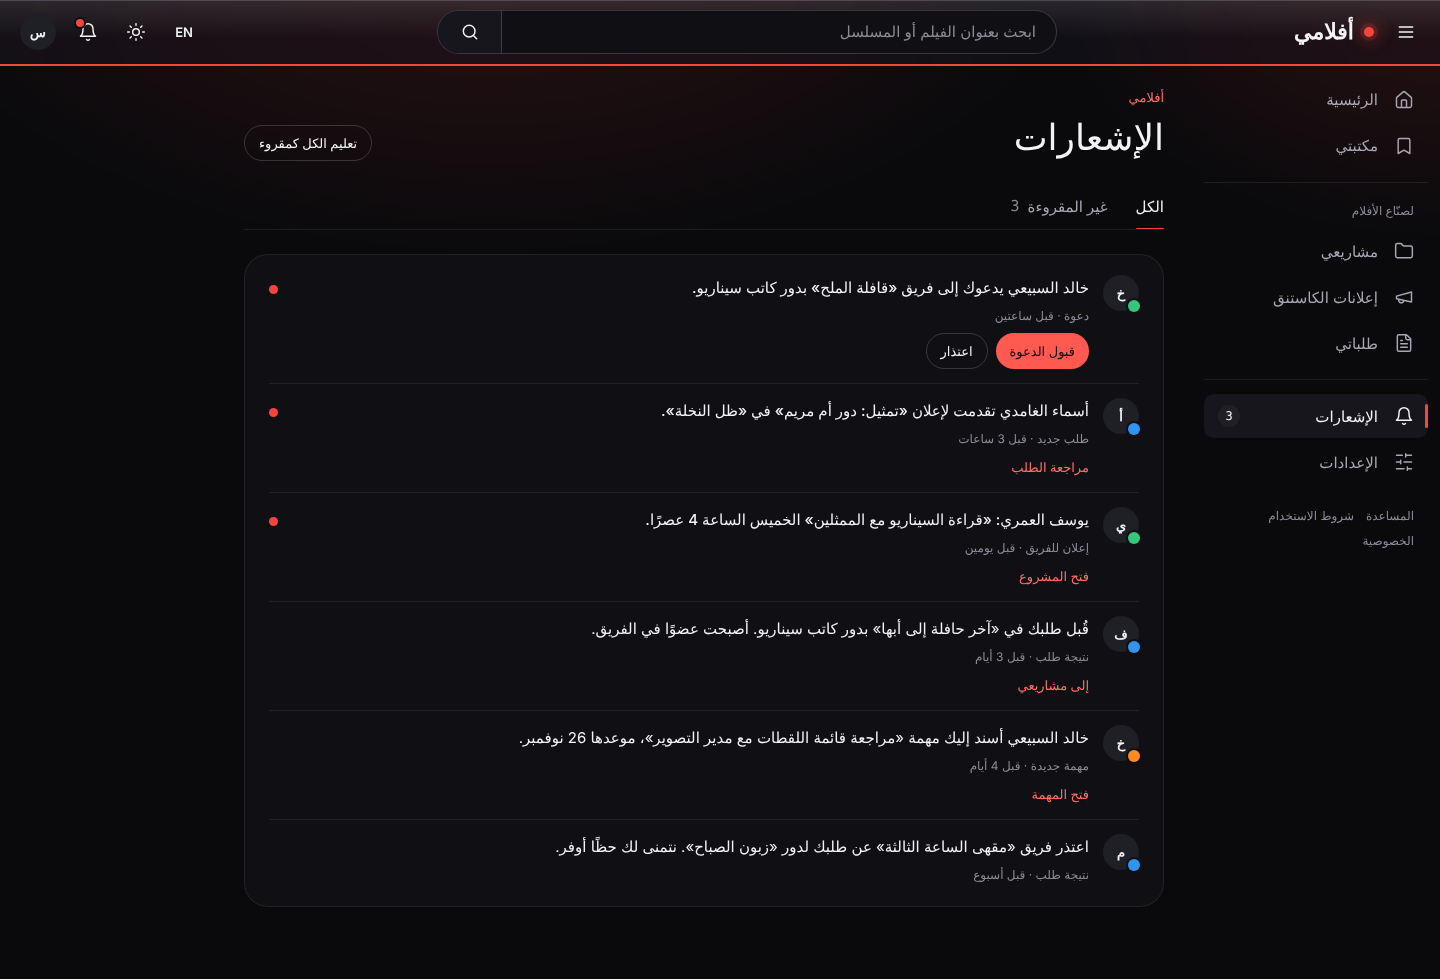 أفلامي
ابحث بعنوان الفيلم أو المسلسل
EN
س
الرئيسية
مكتبتي
لصنّاع الأفلام
مشاريعي
إعلانات الكاستنق
طلباتي
الإشعارات 3
الإعدادات
المساعدة شروط الاستخدام
الخصوصية
أفلامي
الإشعارات
تعليم الكل كمقروء
الكل
غير المقروءة 3
خ
خالد السبيعي يدعوك إلى فريق «قافلة الملح» بدور كاتب سيناريو.
دعوة · قبل ساعتين
قبول الدعوة
اعتذار
أ
أسماء الغامدي تقدمت لإعلان «تمثيل: دور أم مريم» في «ظل النخلة».
طلب جديد · قبل 3 ساعات
مراجعة الطلب
ي
يوسف العمري: «قراءة السيناريو مع الممثلين» الخميس الساعة 4 عصرًا.
إعلان للفريق · قبل يومين
فتح المشروع
ف
قُبل طلبك في «آخر حافلة إلى أبها» بدور كاتب سيناريو. أصبحت عضوًا في الفريق.
نتيجة طلب · قبل 3 أيام
إلى مشاريعي
خ
خالد السبيعي أسند إليك مهمة «مراجعة قائمة اللقطات مع مدير التصوير»، موعدها 26 نوفمبر.
مهمة جديدة · قبل 4 أيام
فتح المهمة
م
اعتذر فريق «مقهى الساعة الثالثة» عن طلبك لدور «زبون الصباح». نتمنى لك حظًا أوفر.
نتيجة طلب · قبل أسبوع